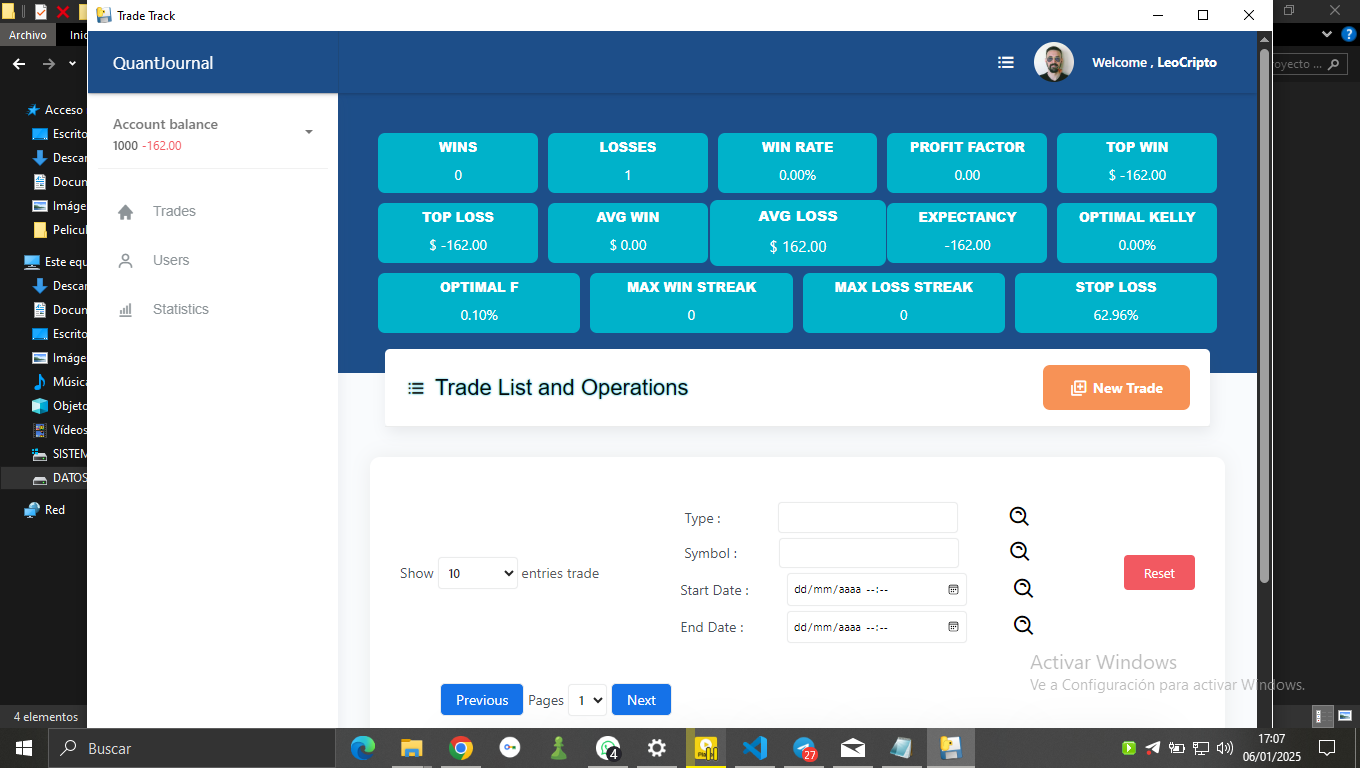 Trade Track
Archivo
Inic
?
oyecto ...
QuantJournal
Welcome , LeoCripto
Account balance
1000 -162.00
Trades
Users
Statistics
Acceso
Escrito
Descar
Docum
Imáge
Pelicul
Este equ
Descar
Docum
Escrito
Imáge
Música
Objeto
Vídeos
SISTEM
DATOS
Red
4 elementos
WINS
0
LOSSES
1
WIN RATE
0.00%
PROFIT FACTOR
0.00
TOP WIN
$ -162.00
TOP LOSS
$ -162.00
AVG WIN
$ 0.00
AVG LOSS
$ 162.00
EXPECTANCY
-162.00
OPTIMAL KELLY
0.00%
OPTIMAL F
0.10%
MAX WIN STREAK
0
MAX LOSS STREAK
0
STOP LOSS
62.96%
Trade List and Operations
New Trade
Show 10 entries trade
Type :
Symbol :
Start Date : dd/mm/aaaa --:--
End Date : dd/mm/aaaa --:--
Reset
Previous Pages 1 Next
Activar Windows
Ve a Configuración para activar Windows.
Buscar
4
27
17:07
06/01/2025